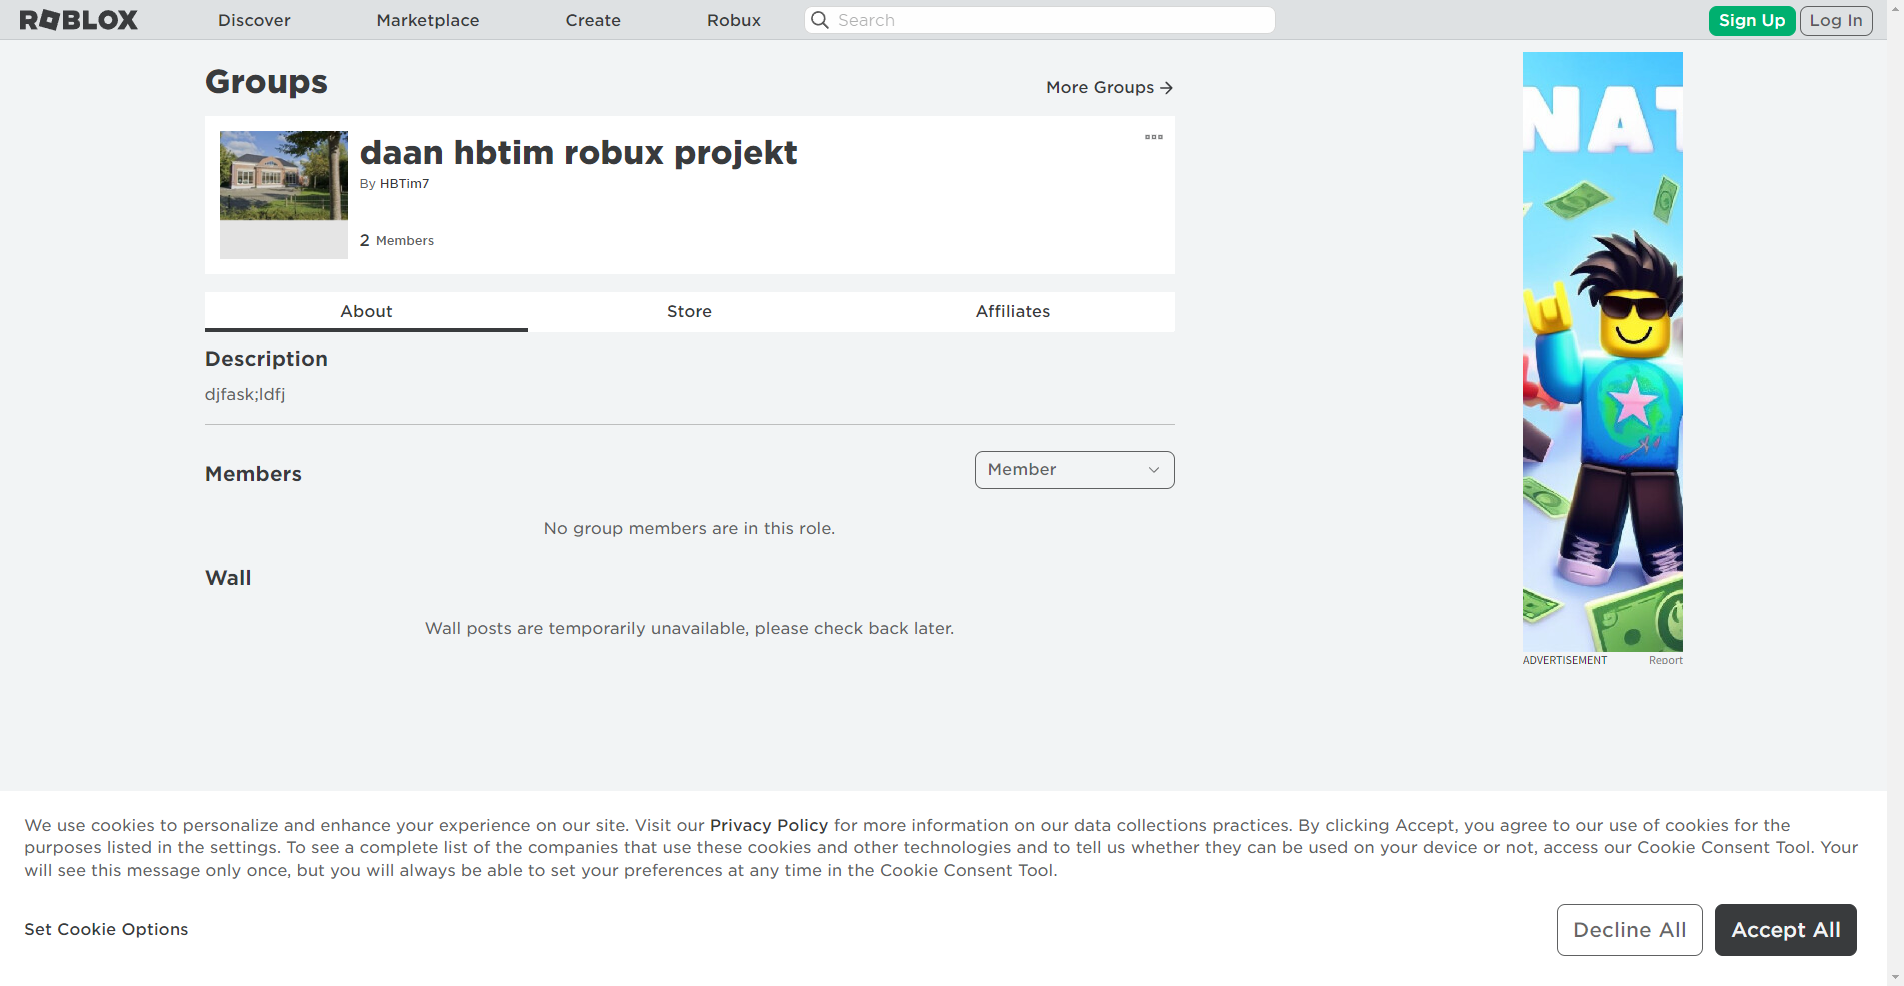 ROBLOX
Discover
Marketplace
Create
Robux
Search
Sign Up
Log In
Groups
More Groups →
daan hbtim robux projekt
By HBTim7
2 Members
About
Store
Affiliates
Description
djfask;ldfj
Members
Member
No group members are in this role.
Wall
Wall posts are temporarily unavailable, please check back later.
NAT
ADVERTISEMENT
Report
We use cookies to personalize and enhance your experience on our site. Visit our Privacy Policy for more information on our data collections practices. By clicking Accept, you agree to our use of cookies for the
purposes listed in the settings. To see a complete list of the companies that use these cookies and other technologies and to tell us whether they can be used on your device or not, access our Cookie Consent Tool. Your
will see this message only once, but you will always be able to set your preferences at any time in the Cookie Consent Tool.
Set Cookie Options
Decline All
Accept All